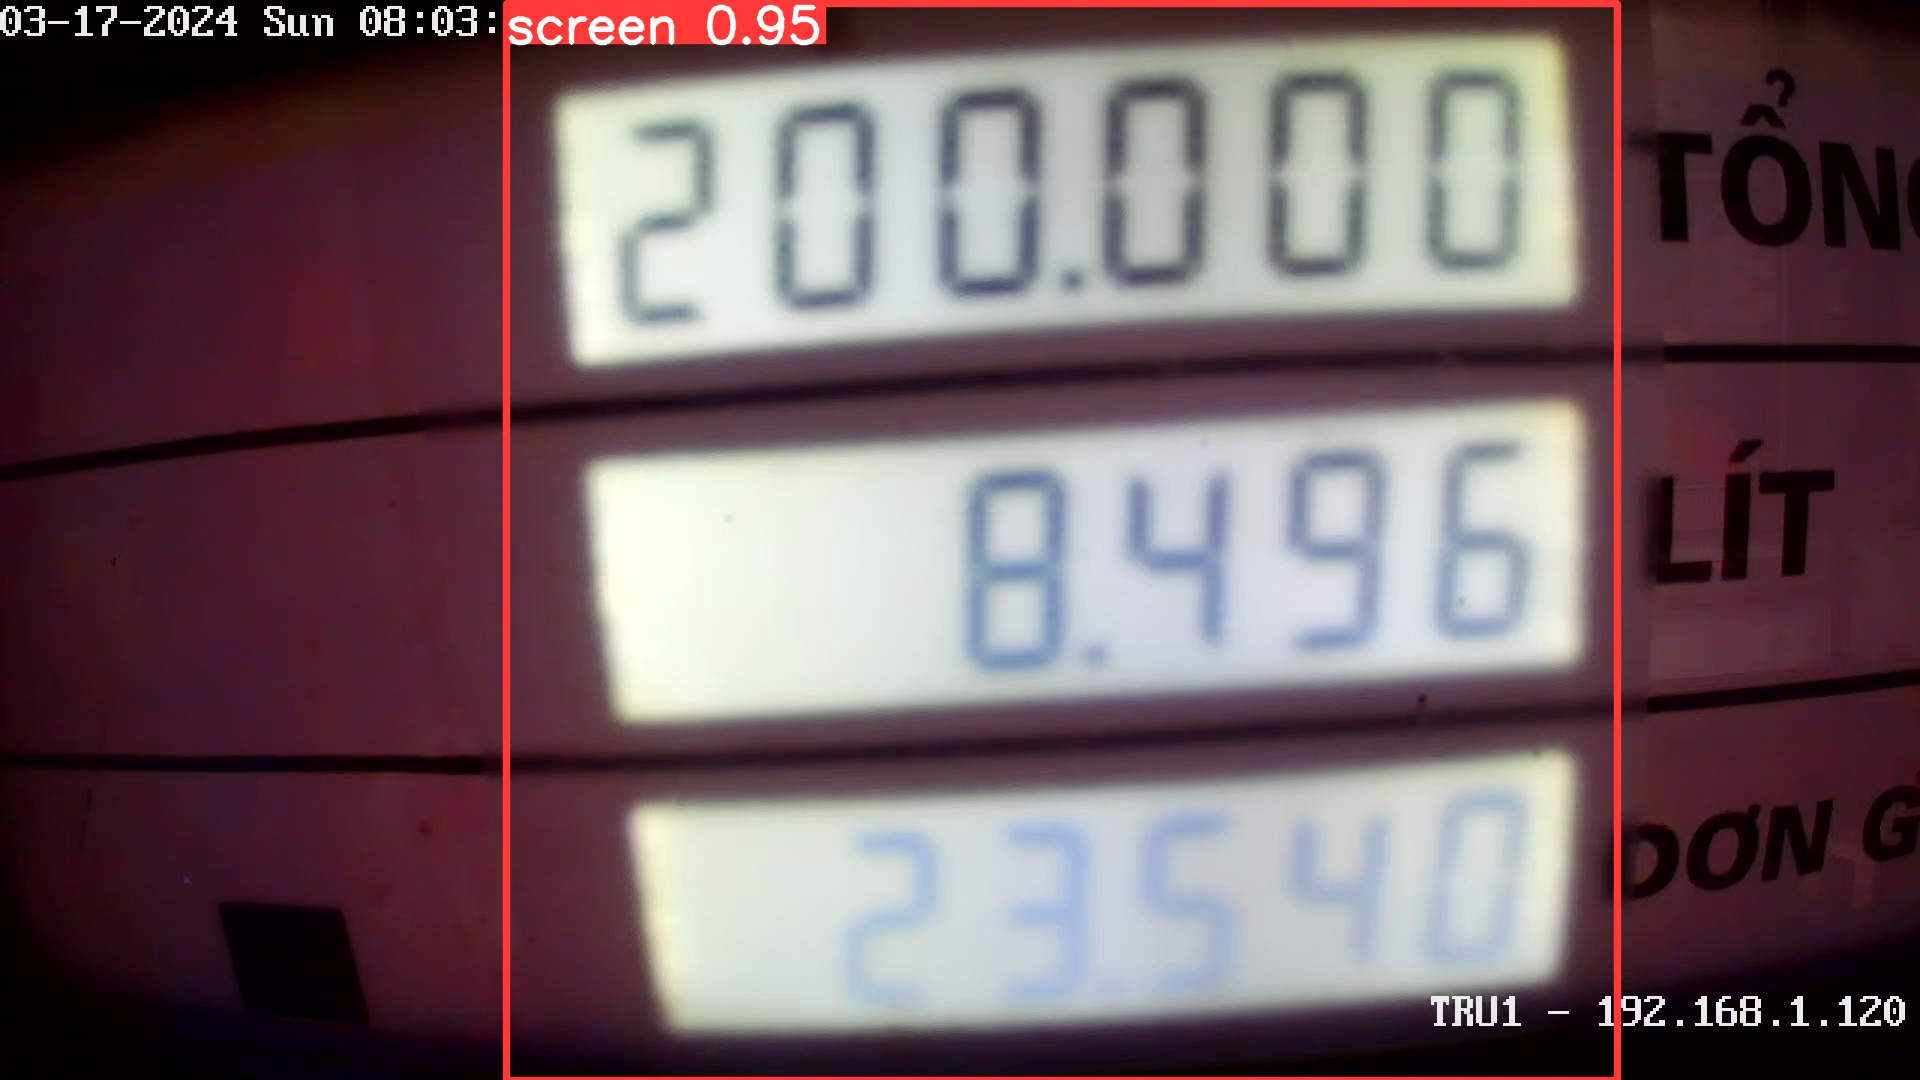 03-17-2024 Sun 08:03:
screen 0.95
200.000
TỔNG
8.496
LÍT
23.540
ĐƠN G
TRU1 - 192.168.1.120